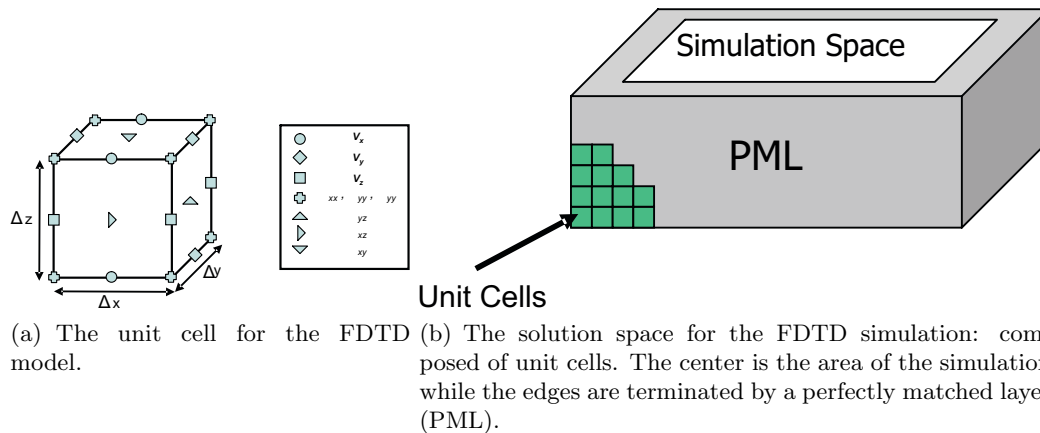 Simulation Space
PML
Unit Cells
Δz
Δx
Δy
Vx
Vy
Vz
xx , yy , yy
yz
xz
xy
(a) The unit cell for the FDTD model.
(b) The solution space for the FDTD simulation: com
posed of unit cells. The center is the area of the simulation
while the edges are terminated by a perfectly matched laye
(PML).